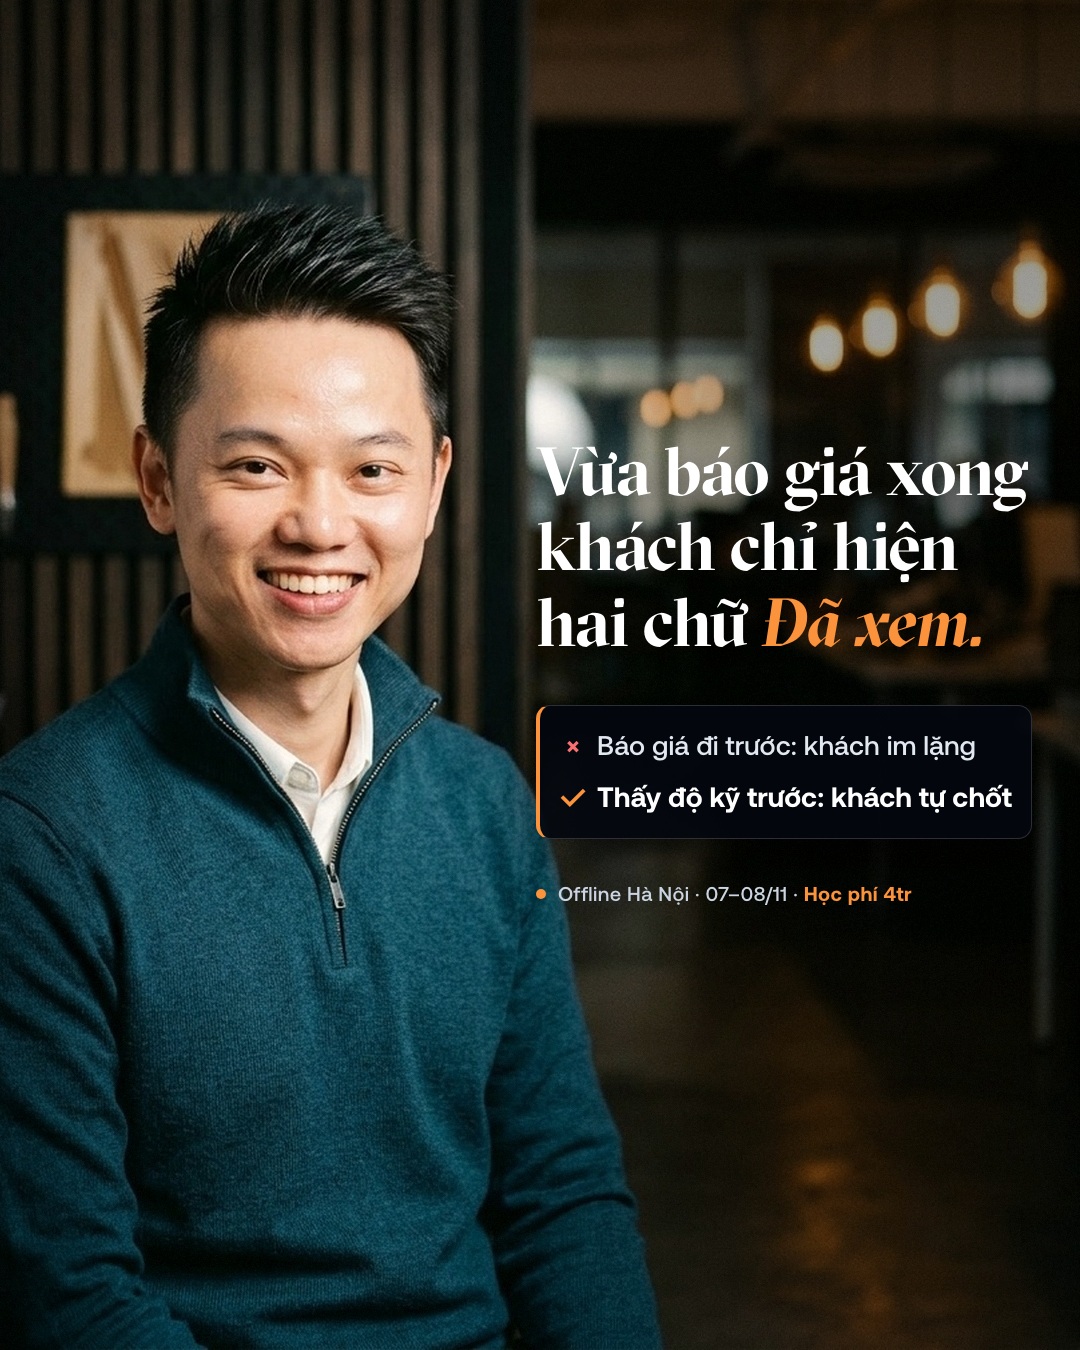 Vừa báo giá xong
khách chỉ hiện
hai chữ Đã xem.
× Báo giá đi trước: khách im lặng
✓ Thấy độ kỹ trước: khách tự chốt
Offline Hà Nội · 07–08/11 · Học phí 4tr